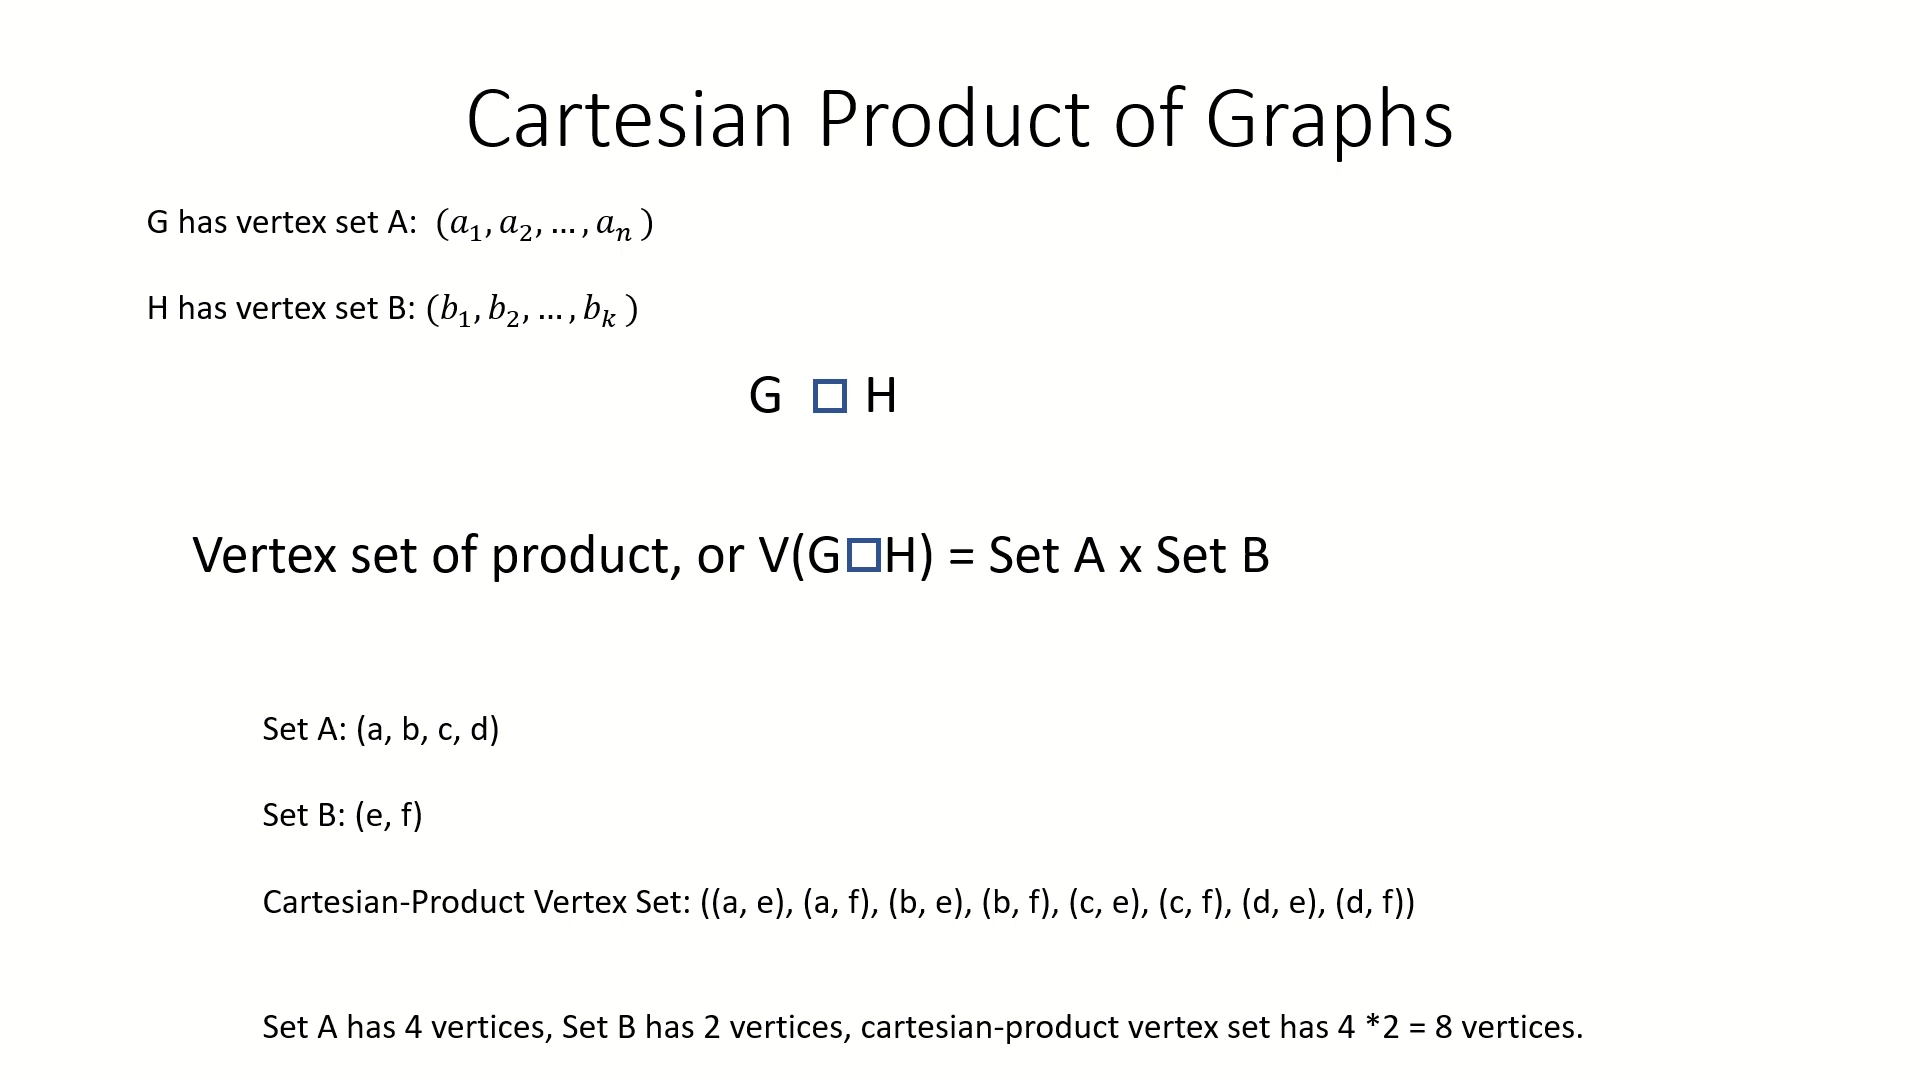 Cartesian Product of Graphs
G has vertex set A: (a₁, a₂, … , aₙ )
H has vertex set B: (b₁, b₂, … , bₖ )
G □ H
Vertex set of product, or V(G□H) = Set A x Set B
Set A: (a, b, c, d)
Set B: (e, f)
Cartesian-Product Vertex Set: ((a, e), (a, f), (b, e), (b, f), (c, e), (c, f), (d, e), (d, f))
Set A has 4 vertices, Set B has 2 vertices, cartesian-product vertex set has 4 *2 = 8 vertices.